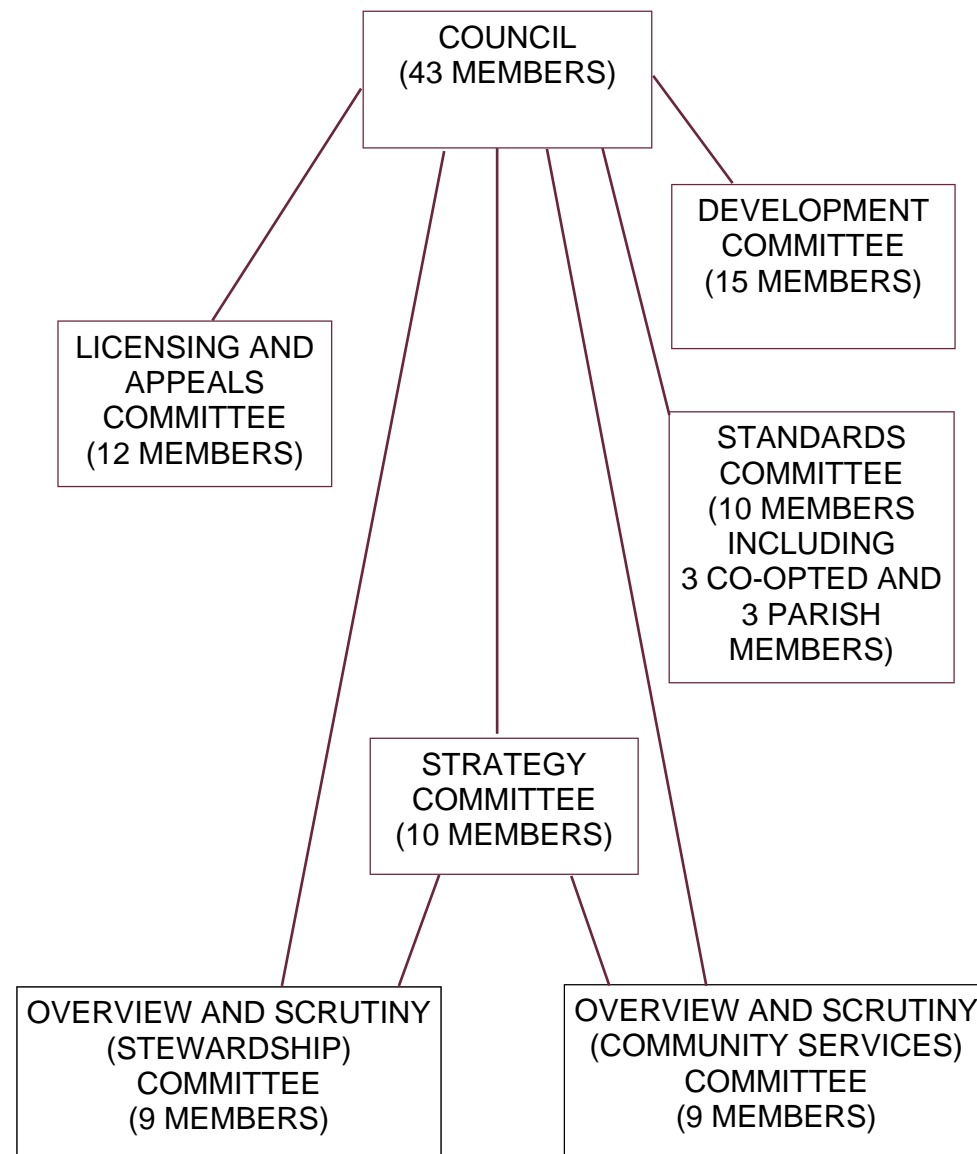 COUNCIL
(43 MEMBERS)
DEVELOPMENT
COMMITTEE
(15 MEMBERS)
LICENSING AND
APPEALS
COMMITTEE
(12 MEMBERS)
STANDARDS
COMMITTEE
(10 MEMBERS
INCLUDING
3 CO-OPTED AND
3 PARISH
MEMBERS)
STRATEGY
COMMITTEE
(10 MEMBERS)
OVERVIEW AND SCRUTINY
(STEWARDSHIP)
COMMITTEE
(9 MEMBERS)
OVERVIEW AND SCRUTINY
(COMMUNITY SERVICES)
COMMITTEE
(9 MEMBERS)